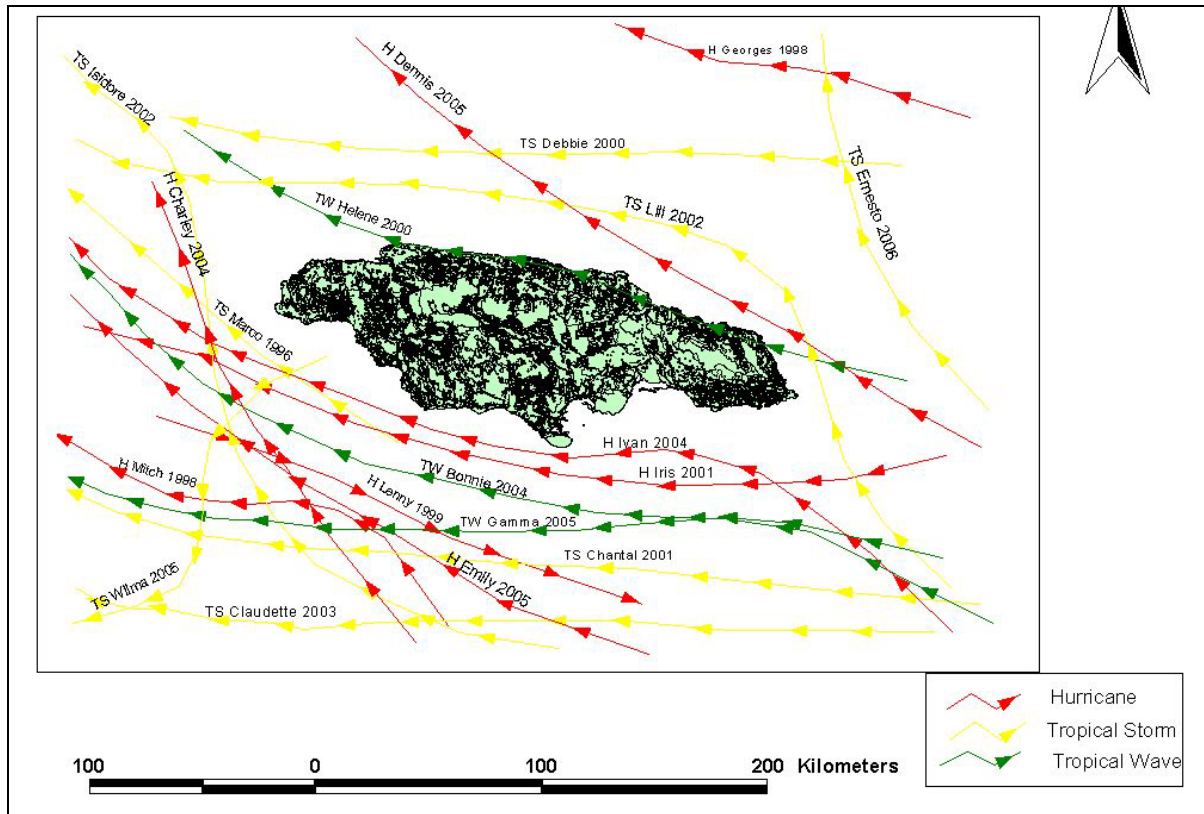 H Georges 1998
TS Isidore 2002
H Dennis 2005
TS Debbie 2000
TS Ernesto 2006
H Charley 2004
TW Helene 2000
TS Lili 2002
TS Marco 1996
H Ivan 2004
H Iris 2001
H Mitch 1998
H Lenny 1999
TW Bonnie 2004
TW Gamma 2005
TS Chantal 2001
H Emily 2005
TS Wilma 2005
TS Claudette 2003
Hurricane
Tropical Storm
Tropical Wave
100 0 100 200 Kilometers